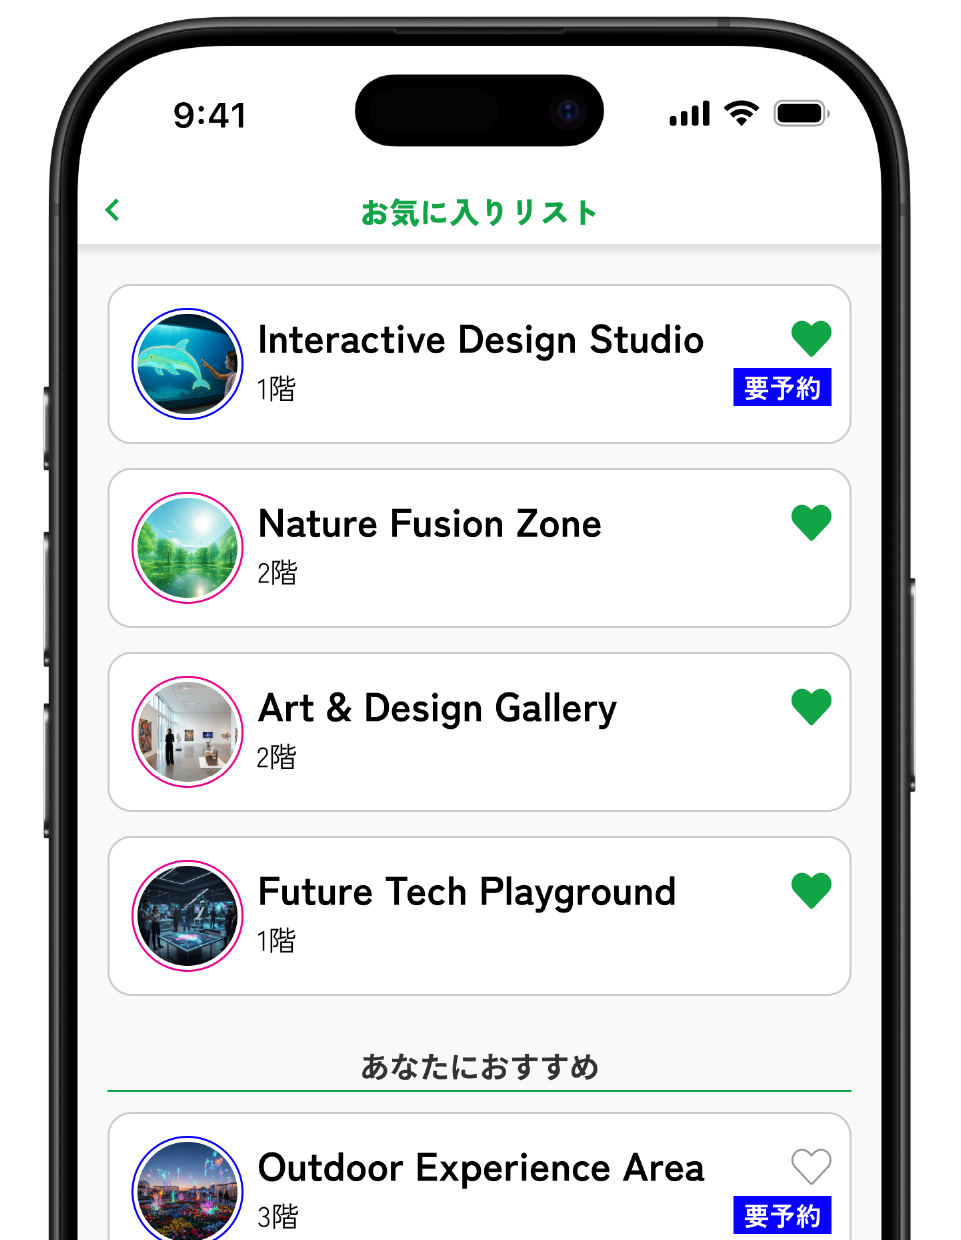 9:41
お気に入りリスト
Interactive Design Studio
1階
要予約
Nature Fusion Zone
2階
Art & Design Gallery
2階
Future Tech Playground
1階
あなたにおすすめ
Outdoor Experience Area
3階
要予約